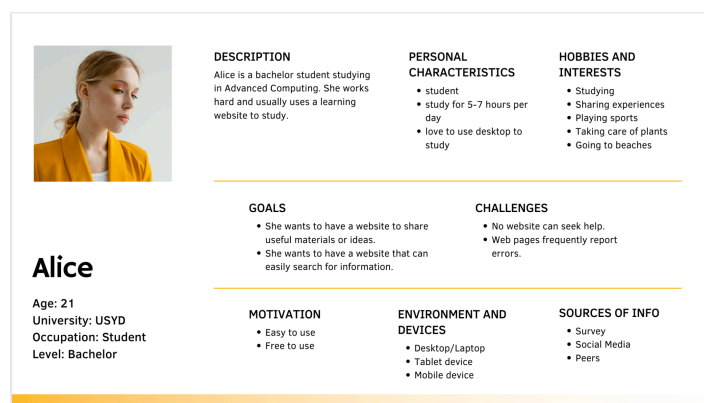 Alice
Age: 21
University: USYD
Occupation: Student
Level: Bachelor
DESCRIPTION
Alice is a bachelor student studying
in Advanced Computing. She works
hard and usually uses a learning
website to study.
PERSONAL
CHARACTERISTICS
• student
• study for 5-7 hours per
day
• love to use desktop to
study
HOBBIES AND
INTERESTS
• Studying
• Sharing experiences
• Playing sports
• Taking care of plants
• Going to beaches
GOALS
• She wants to have a website to share
useful materials or ideas.
• She wants to have a website that can
easily search for information.
CHALLENGES
• No website can seek help.
• Web pages frequently report
errors.
MOTIVATION
• Easy to use
• Free to use
ENVIRONMENT AND
DEVICES
• Desktop/Laptop
• Tablet device
• Mobile device
SOURCES OF INFO
• Survey
• Social Media
• Peers